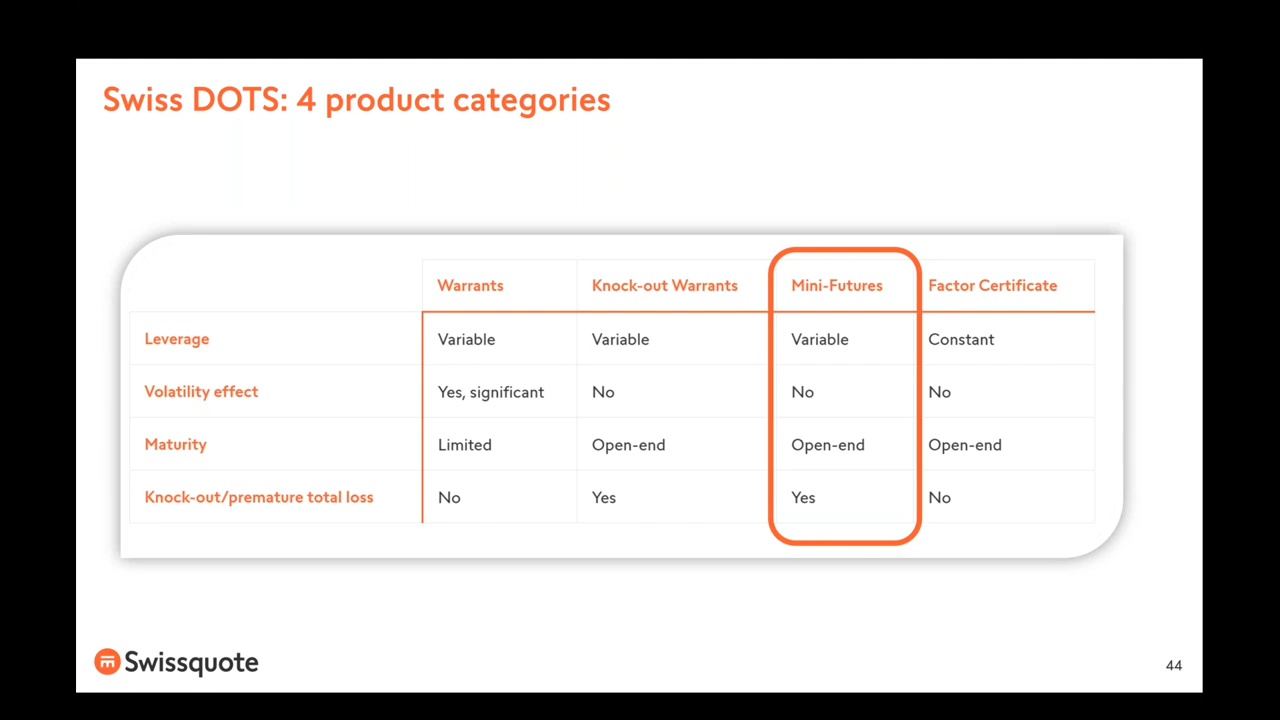 Swiss DOTS: 4 product categories
Warrants Knock-out Warrants Mini-Futures Factor Certificate
Leverage Variable Variable Variable Constant
Volatility effect Yes, significant No No No
Maturity Limited Open-end Open-end Open-end
Knock-out/premature total loss No Yes Yes No
Swissquote
44